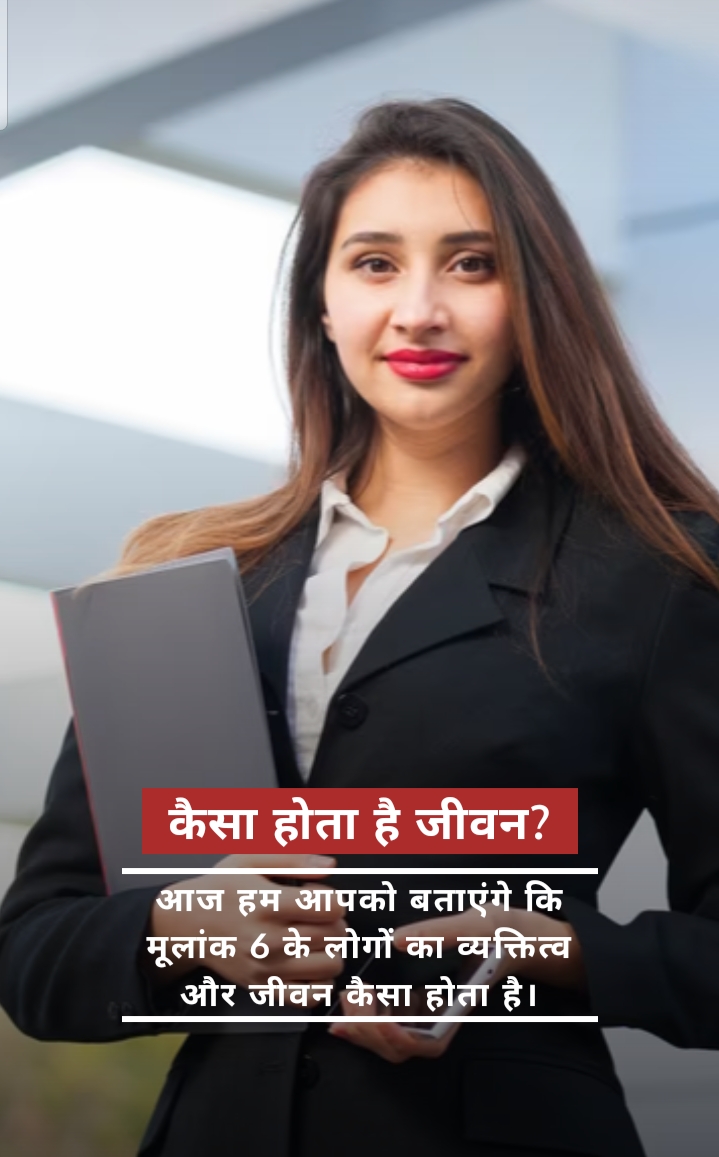 कैसा होता है जीवन?
आज हम आपको बताएंगे कि
मूलांक 6 के लोगों का व्यक्तित्व
और जीवन कैसा होता है।